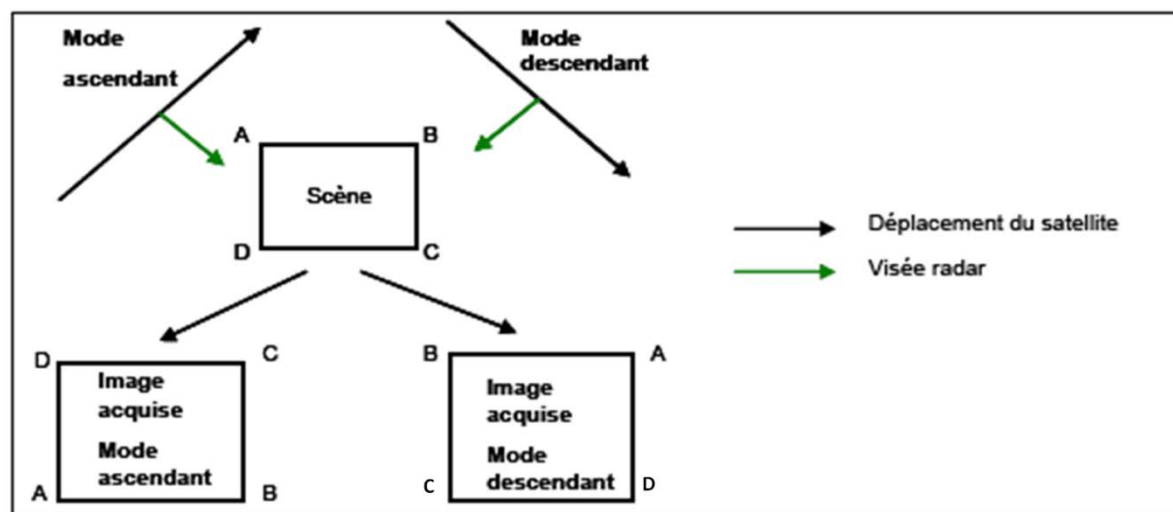 Mode
ascendant
Mode
descendant
A
B
Scène
D
C
Déplacement du satellite
Visée radar
D
C
Image
acquise
Mode
ascendant
A
B
B
A
Image
acquise
Mode
descendant
C
D